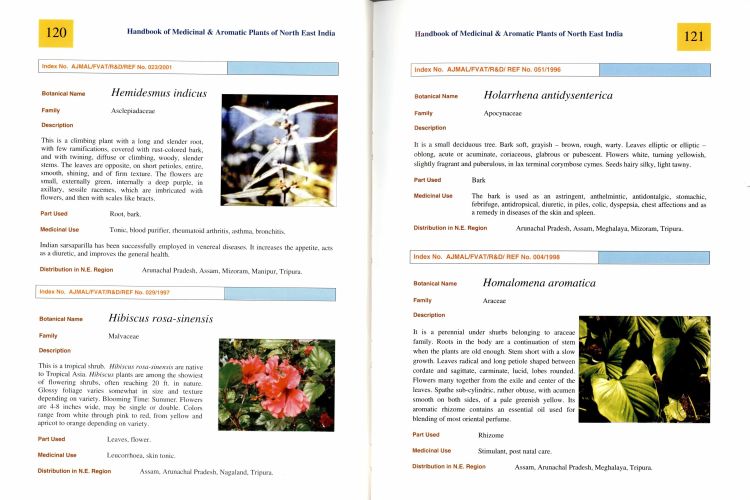 120
Handbook of Medicinal & Aromatic Plants of North East India
Index No. AJMAL/FVAT/R&D/REF No. 023/2001
Botanical Name Hemidesmus indicus
Family Asclepiadaceae
Description
This is a climbing plant with a long and slender root,
with few ramifications, covered with rust-colored bark,
and with twining, diffuse or climbing, woody, slender
stems. The leaves are opposite, on short petioles, entire,
smooth, shining, and of firm texture. The flowers are
small, externally green, internally a deep purple, in
axillary, sessile racemes, which are imbricated with
flowers, and then with scales like bracts.
Part Used Root, bark.
Medicinal Use Tonic, blood purifier, rheumatoid arthritis, asthma, bronchitis.
Indian sarsaparilla has been successfully employed in venereal diseases. It increases the appetite, acts
as a diuretic, and improves the general health.
Distribution in N.E. Region Arunachal Pradesh, Assam, Mizoram, Manipur, Tripura.
Index No. AJMAL/FVAT/R&D/REF No. 029/1997
Botanical Name Hibiscus rosa-sinensis
Family Malvaceae
Description
This is a tropical shrub. Hibiscus rosa-sinensis are native
to Tropical Asia. Hibiscus plants are among the showiest
of flowering shrubs, often reaching 20 ft. in nature.
Glossy foliage varies somewhat in size and texture
depending on variety. Blooming Time: Summer. Flowers
are 4-8 inches wide, may be single or double. Colors
range from white through pink to red, from yellow and
apricot to orange depending on variety.
Part Used Leaves, flower.
Medicinal Use Leucorrhoea, skin tonic.
Distribution in N.E. Region Assam, Arunachal Pradesh, Nagaland, Tripura.
Handbook of Medicinal & Aromatic Plants of North East India
121
Index No. AJMAL/FVAT/R&D/ REF No. 051/1996
Botanical Name Holarrhena antidysenterica
Family Apocynaceae
Description
It is a small deciduous tree. Bark soft, grayish – brown, rough, warty. Leaves elliptic or elliptic –
oblong, acute or acuminate, coriaceous, glabrous or pubescent. Flowers white, turning yellowish,
slightly fragrant and puberulous, in lax terminal corymbose cymes. Seeds hairy silky, light tawny.
Part Used Bark
Medicinal Use The bark is used as an astringent, anthelmintic, antidontalgic, stomachic,
febrifuge, antidropsical, diuretic, in piles, colic, dyspepsia, chest affections and as
a remedy in diseases of the skin and spleen.
Distribution in N.E. Region Arunachal Pradesh, Assam, Meghalaya, Mizoram, Tripura.
Index No. AJMAL/FVAT/R&D/ REF No. 004/1998
Botanical Name Homalomena aromatica
Family Araceae
Description
It is a perennial under shurbs belonging to araceae
family. Roots in the body are a continuation of stem
when the plants are old enough. Stem short with a slow
growth. Leaves radical and long petiole shaped between
cordate and sagittate, carminate, lucid, lobes rounded.
Flowers many together from the exile and center of the
leaves. Spathe sub-cylindric, rather obtuse, with acumen
smooth on both sides, of a pale greenish yellow. Its
aromatic rhizome contains an essential oil used for
blending of most oriental perfume.
Part Used Rhizome
Medicinal Use Stimulant, post natal care.
Distribution in N.E. Region Assam, Arunachal Pradesh, Meghalaya, Tripura.